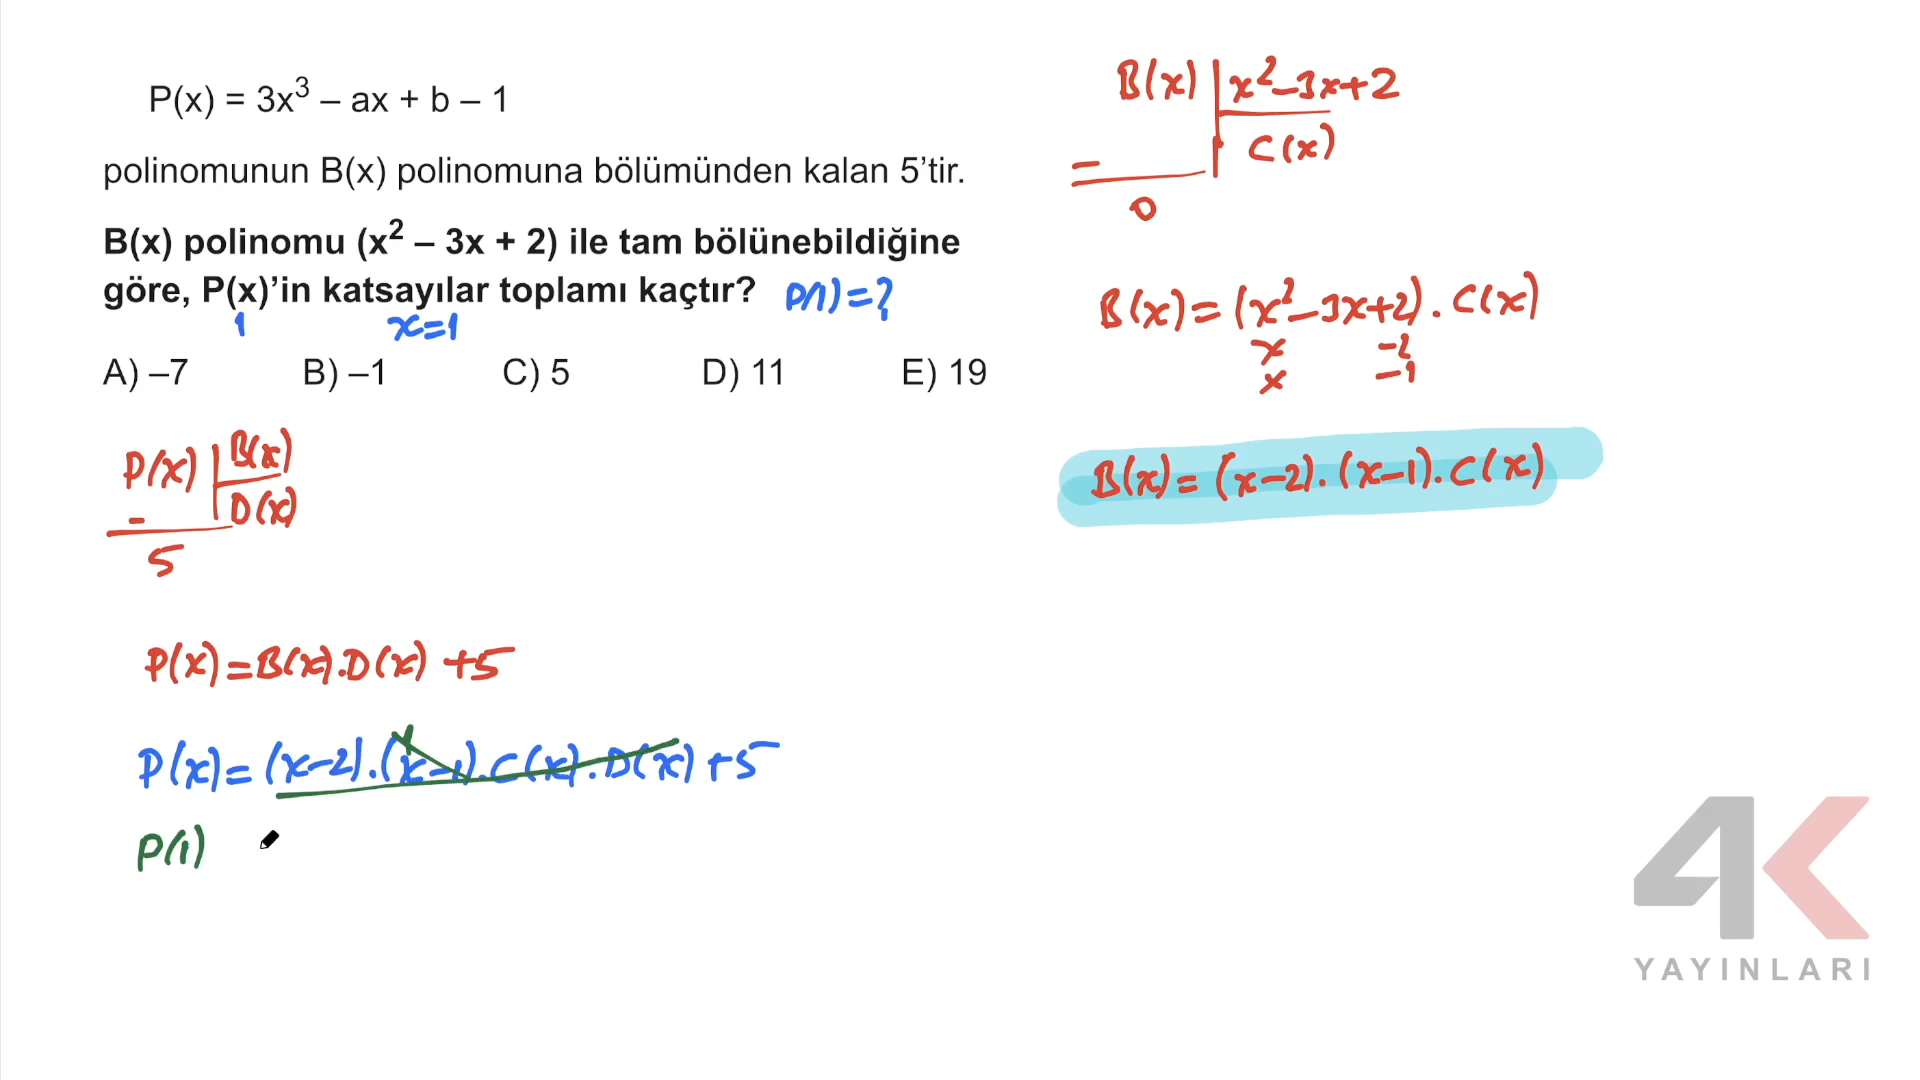 P(x) = 3x³ – ax + b – 1
polinomunun B(x) polinomuna bölümünden kalan 5’tir.
B(x) polinomu (x² – 3x + 2) ile tam bölünebildiğine
göre, P(x)’in katsayılar toplamı kaçtır? P(1)=?
1 x=1
A) –7 B) –1 C) 5 D) 11 E) 19
P(x) B(x)
D(x)
-
5
P(x)=B(x).D(x) +5
P(x)=(x-2).(x-1).C(x).D(x)+5
P(1)
B(x) x²-3x+2
C(x)
=
0
B(x)=(x²-3x+2).C(x)
x -2
x -1
B(x)=(x-2).(x-1).C(x)
4K
YAYINLARI